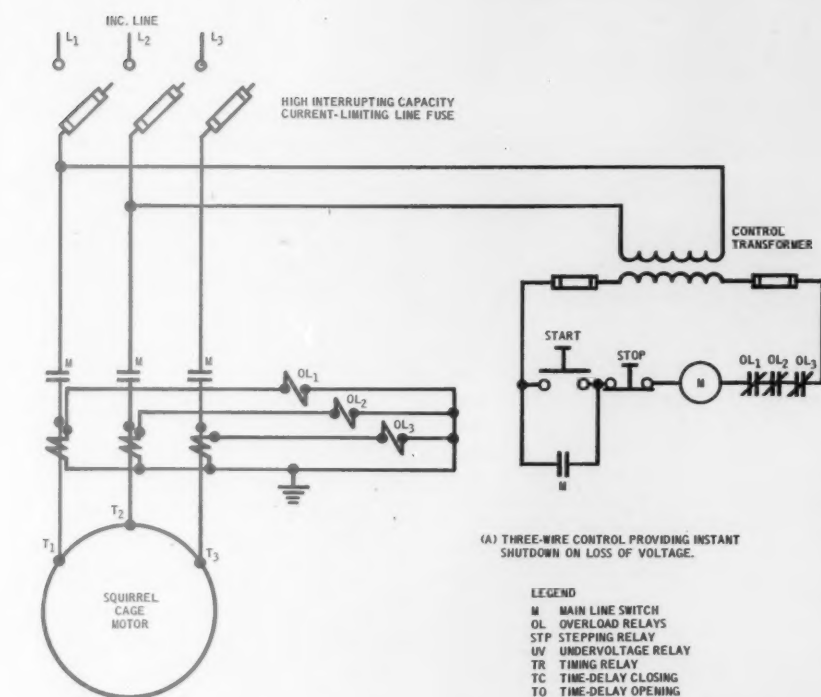 INC. LINE
L1 L2 L3
HIGH INTERRUPTING CAPACITY
CURRENT-LIMITING LINE FUSE
CONTROL
TRANSFORMER
START
STOP
M
OL1 OL2 OL3
M
M M M
OL1
OL2
OL3
T1 T2 T3
SQUIRREL
CAGE
MOTOR
(A) THREE-WIRE CONTROL PROVIDING INSTANT
SHUTDOWN ON LOSS OF VOLTAGE.
LEGEND
M MAIN LINE SWITCH
OL OVERLOAD RELAYS
STP STEPPING RELAY
UV UNDERVOLTAGE RELAY
TR TIMING RELAY
TC TIME-DELAY CLOSING
TO TIME-DELAY OPENING